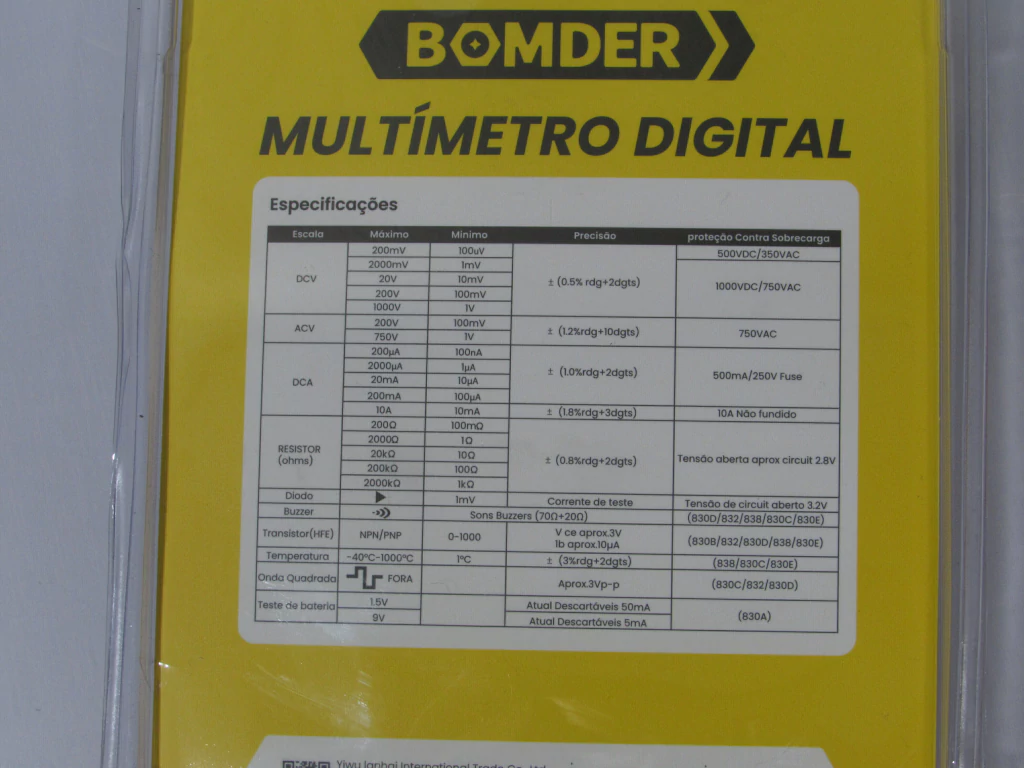 BOMDER
MULTÍMETRO DIGITAL
Especificações
Escala Máximo Mínimo Precisão proteção Contra Sobrecarga
DCV 200mV 100uV ± (0.5% rdg+2dgts) 500VDC/350VAC
2000mV 1mV 1000VDC/750VAC
20V 10mV
200V 100mV
1000V 1V
ACV 200V 100mV ± (1.2%rdg+10dgts) 750VAC
750V 1V
DCA 200µA 100nA ± (1.0%rdg+2dgts) 500mA/250V Fuse
2000µA 1µA
20mA 10µA
200mA 100µA
10A 10mA ± (1.8%rdg+3dgts) 10A Não fundido
RESISTOR (ohms) 200Ω 100mΩ ± (0.8%rdg+2dgts) Tensão aberta aprox circuit 2.8V
2000Ω 1Ω
20kΩ 10Ω
200kΩ 100Ω
2000kΩ 1kΩ
Diodo 1mV Corrente de teste Tensão de circuit aberto 3.2V
Buzzer Sons Buzzers (70Ω+20Ω) (830D/832/838/830C/830E)
Transistor(HFE) NPN/PNP 0-1000 V ce aprox.3V (830B/832/830D/838/830E)
Ib aprox.10µA
Temperatura -40°C-1000°C 1°C ± (3%rdg+2dgts) (838/830C/830E)
Onda Quadrada FORA Aprox.3Vp-p (830C/832/830D)
Teste de bateria 1.5V Atual Descartáveis 50mA (830A)
9V Atual Descartáveis 5mA
Yiwu Ianhai International Trade Co., Ltd